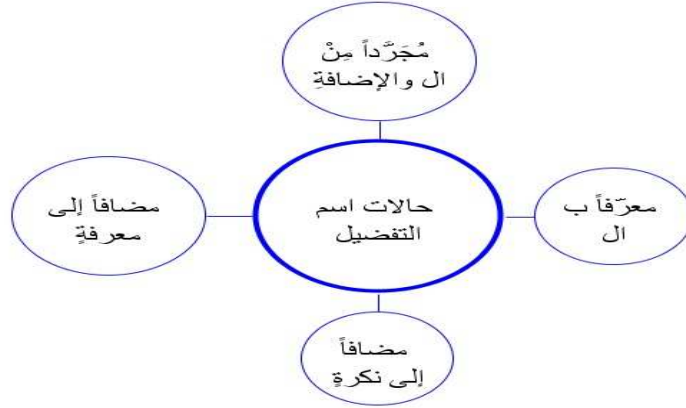 مُجَرَّداً مِنْ
ال والإضافةِ
معرّفاً ب
ال
حالات اسم
التفضيل
مضافاً إلى
معرفةٍ
مضافاً
إلى نكرةٍ